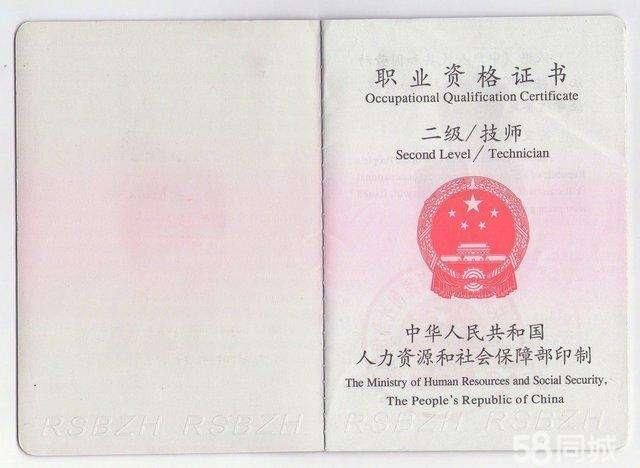 职业资格证书
Occupational Qualification Certificate
二级/技师
Second Level/Technician
中华人民共和国
人力资源和社会保障部印制
The Ministry of Human Resources and Social Security,
The People's Republic of China
RSBZH RSBZH RSBZH RSBZH
58同城